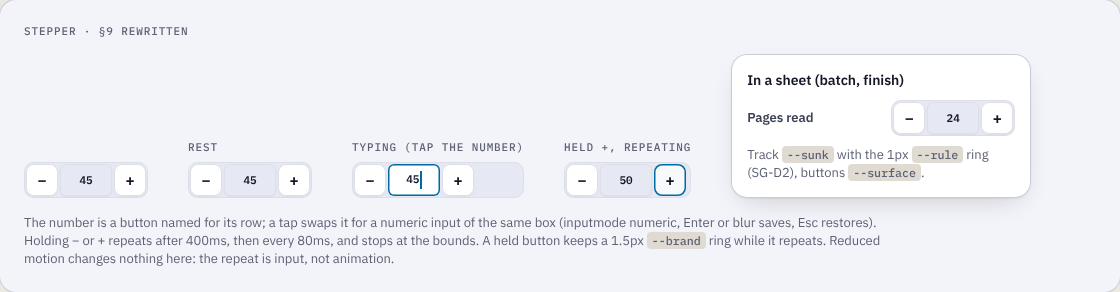 STEPPER · §9 REWRITTEN
In a sheet (batch, finish)
Pages read − 24 +
Track --sunk with the 1px --rule ring
(SG-D2), buttons --surface.
REST
TYPING (TAP THE NUMBER)
HELD +, REPEATING
− 45 +
− 45 +
− 45 +
− 50 +
The number is a button named for its row; a tap swaps it for a numeric input of the same box (inputmode numeric, Enter or blur saves, Esc restores).
Holding − or + repeats after 400ms, then every 80ms, and stops at the bounds. A held button keeps a 1.5px --brand ring while it repeats. Reduced
motion changes nothing here: the repeat is input, not animation.